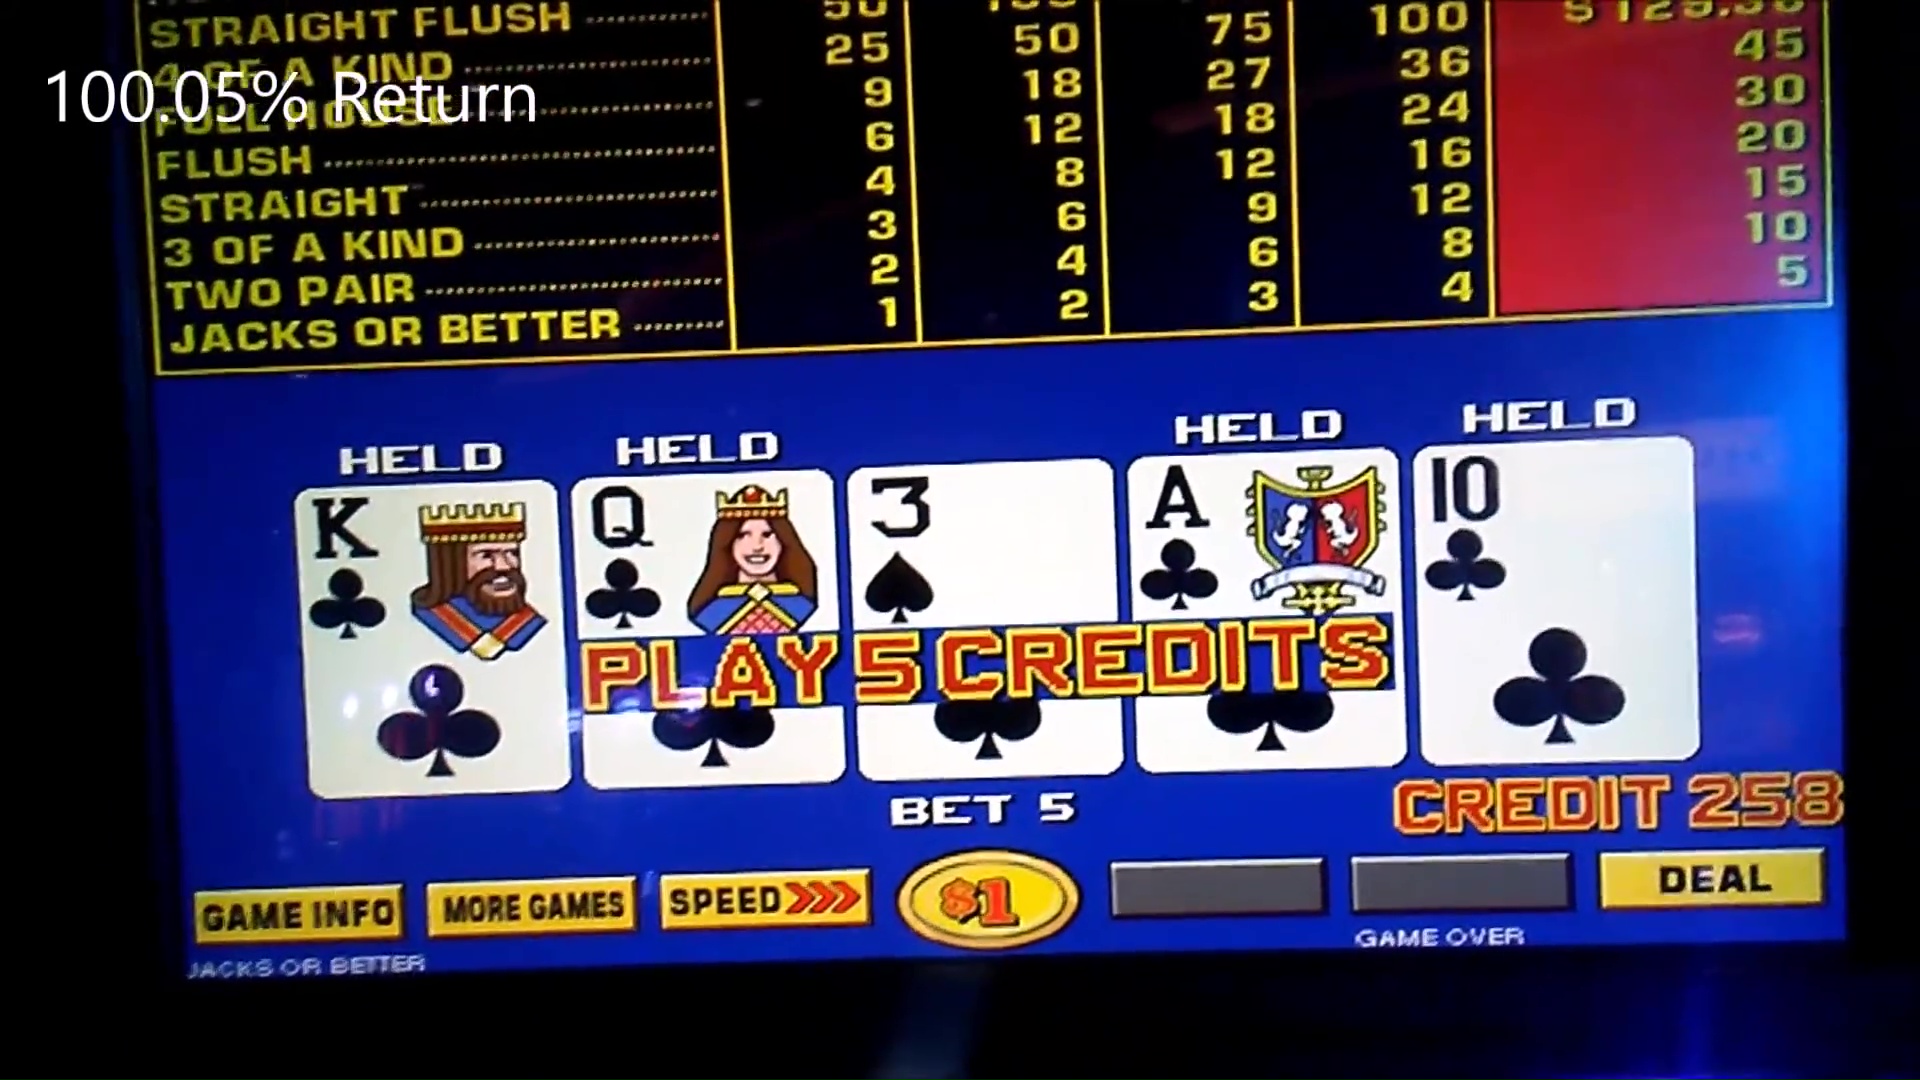 STRAIGHT FLUSH 50 100
4 OF A KIND 25 50 75 100
100.05% Return
FULL HOUSE 9 18 27 36 45
FLUSH 6 12 18 24 30
STRAIGHT 4 8 12 16 20
3 OF A KIND 3 6 9 12 15
TWO PAIR 2 4 6 8 10
JACKS OR BETTER 1 2 3 4 5
HELD HELD HELD HELD
K Q 3 A 10
PLAY 5 CREDITS
BET 5
CREDIT 258
GAME INFO MORE GAMES SPEED $1 DEAL
JACKS OR BETTER GAME OVER